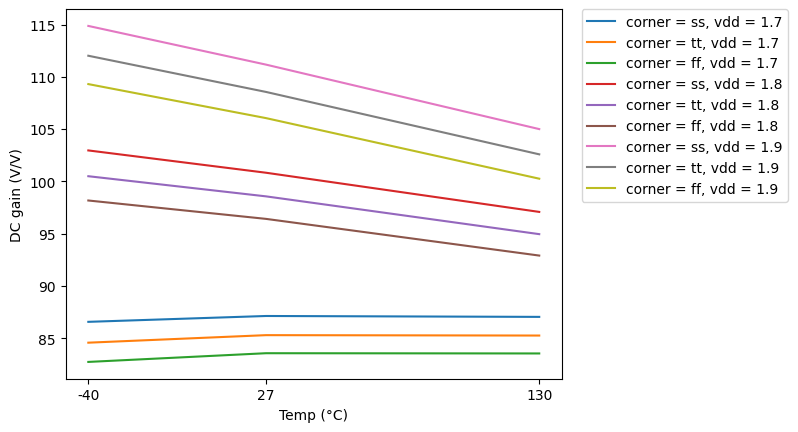 115
110
105
100
95
90
85
DC gain (V/V)
-40
27
130
Temp (°C)
corner = ss, vdd = 1.7
corner = tt, vdd = 1.7
corner = ff, vdd = 1.7
corner = ss, vdd = 1.8
corner = tt, vdd = 1.8
corner = ff, vdd = 1.8
corner = ss, vdd = 1.9
corner = tt, vdd = 1.9
corner = ff, vdd = 1.9